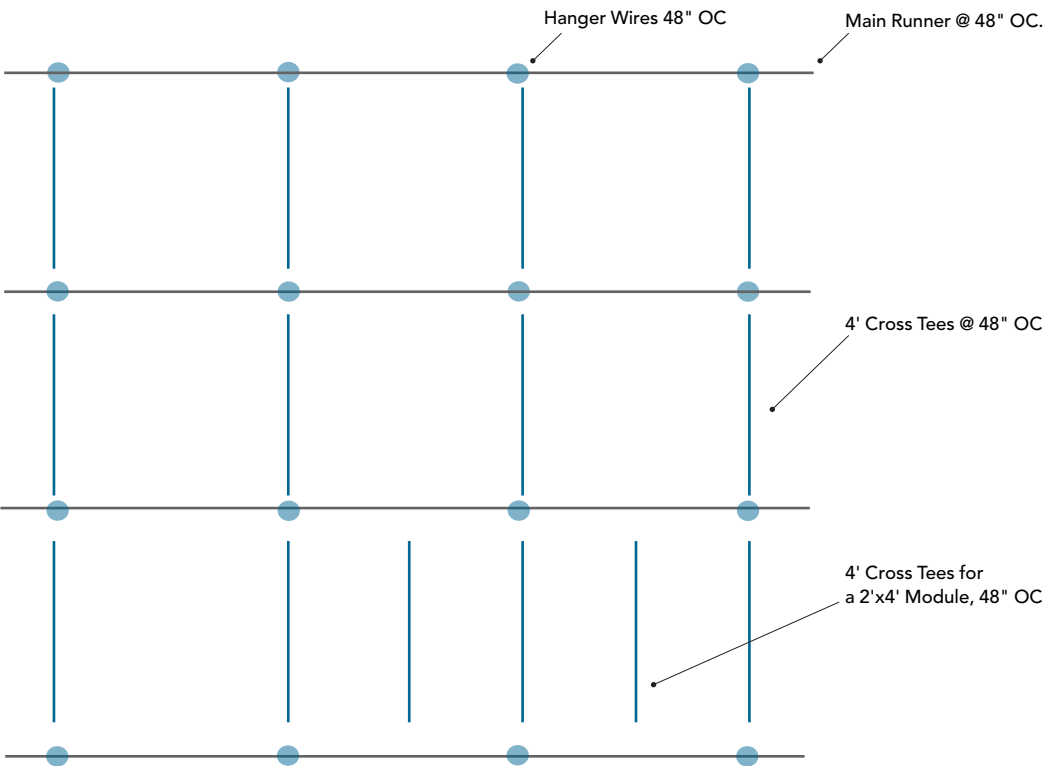 Hanger Wires 48" OC
Main Runner @ 48" OC.
4' Cross Tees @ 48" OC
4' Cross Tees for
a 2'x4' Module, 48" OC